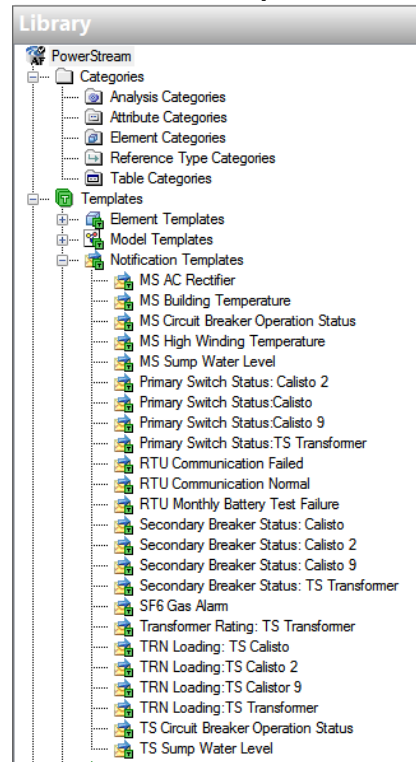 Library
PowerStream
Categories
Analysis Categories
Attribute Categories
Element Categories
Reference Type Categories
Table Categories
Templates
Element Templates
Model Templates
Notification Templates
MS AC Rectifier
MS Building Temperature
MS Circuit Breaker Operation Status
MS High Winding Temperature
MS Sump Water Level
Primary Switch Status: Calisto 2
Primary Switch Status:Calisto
Primary Switch Status:Calisto 9
Primary Switch Status:TS Transformer
RTU Communication Failed
RTU Communication Normal
RTU Monthly Battery Test Failure
Secondary Breaker Status: Calisto
Secondary Breaker Status: Calisto 2
Secondary Breaker Status: Calisto 9
Secondary Breaker Status: TS Transformer
SF6 Gas Alarm
Transformer Rating: TS Transformer
TRN Loading: TS Calisto
TRN Loading:TS Calisto 2
TRN Loading:TS Calistor 9
TRN Loading:TS Transformer
TS Circuit Breaker Operation Status
TS Sump Water Level